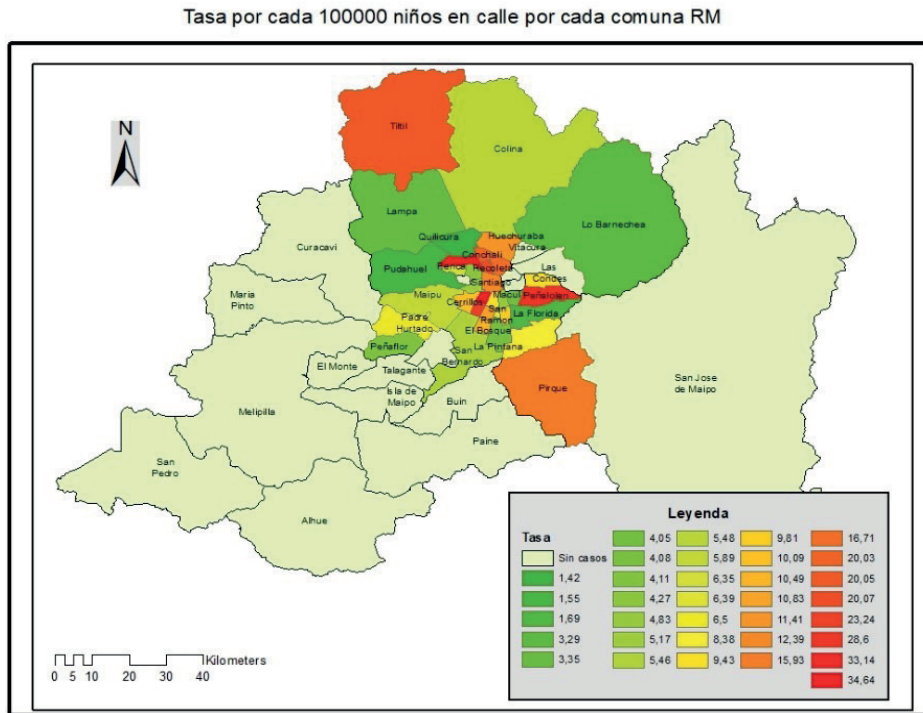 Tasa por cada 100000 niños en calle por cada comuna RM
N
Tiltil
Colina
Lampa
Lo Barnechea
Curacavi
Quilicura
Huechuraba
Vitacura
Conchali
Renca
Recoleta
Pudahuel
Las
Condes
Santiago
Maria
Pinto
Maipu
Cerrillos
Macul
Peñalolen
San
Ramon
La Florida
Padre
Hurtado
El Bosque
Peñaflor
San
Bernardo
La Pintana
El Monte
Talagante
Pirque
San Jose
de Maipo
Isla de
Maipo
Buin
Melipilla
Paine
San
Pedro
Alhue
Leyenda
Tasa
Sin casos
1,42
1,55
1,69
3,29
3,35
4,05
4,08
4,11
4,27
4,83
5,17
5,46
5,48
5,89
6,35
6,39
6,5
8,38
9,43
9,81
10,09
10,49
10,83
11,41
12,39
15,93
16,71
20,03
20,05
20,07
23,24
28,6
33,14
34,64
Kilometers
0 5 10 20 30 40